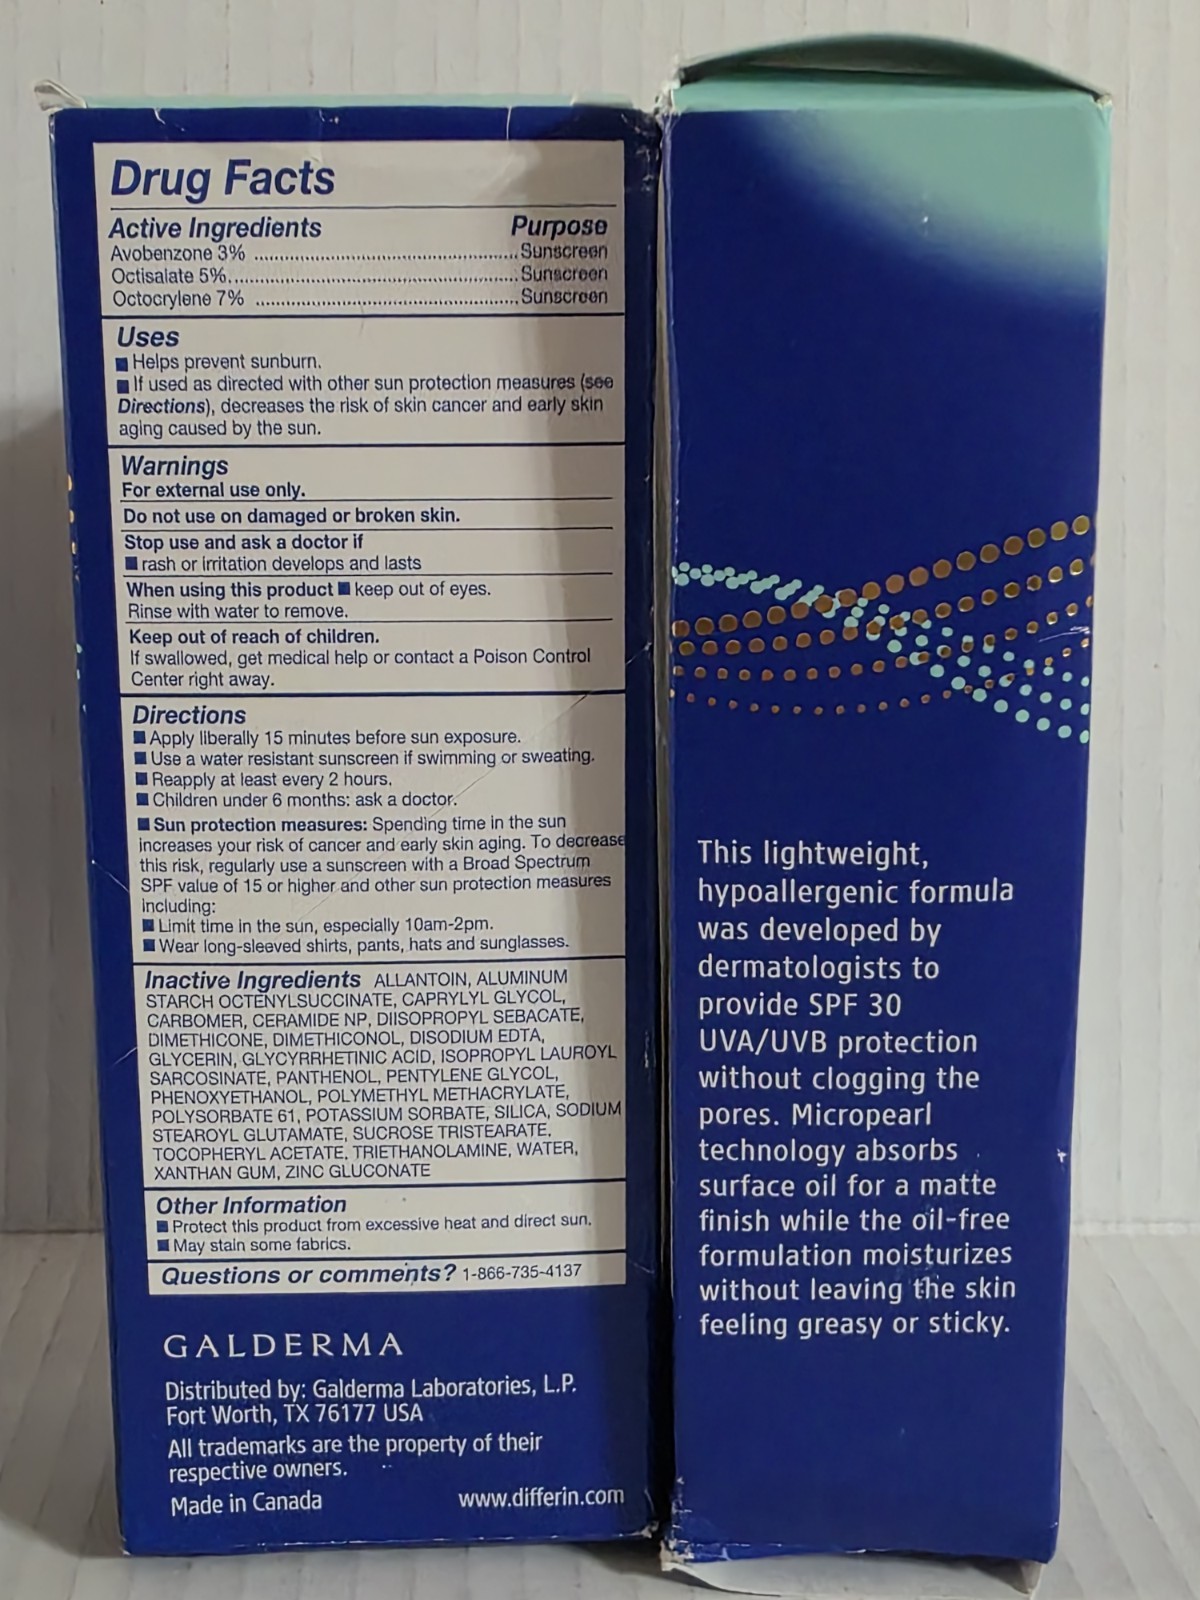 Drug Facts
Active Ingredients Purpose
Avobenzone 3% ........ Sunscreen
Octisalate 5%........ Sunscreen
Octocrylene 7% ........ Sunscreen
Uses
■ Helps prevent sunburn.
■ If used as directed with other sun protection measures (see
Directions), decreases the risk of skin cancer and early skin
aging caused by the sun.
Warnings
For external use only.
Do not use on damaged or broken skin.
Stop use and ask a doctor if
■ rash or irritation develops and lasts
When using this product ■ keep out of eyes.
Rinse with water to remove.
Keep out of reach of children.
If swallowed, get medical help or contact a Poison Control
Center right away.
Directions
■ Apply liberally 15 minutes before sun exposure.
■ Use a water resistant sunscreen if swimming or sweating.
■ Reapply at least every 2 hours.
■ Children under 6 months: ask a doctor.
■ Sun protection measures: Spending time in the sun
increases your risk of cancer and early skin aging. To decrease
this risk, regularly use a sunscreen with a Broad Spectrum
SPF value of 15 or higher and other sun protection measures
including:
■ Limit time in the sun, especially 10am-2pm.
■ Wear long-sleeved shirts, pants, hats and sunglasses.
Inactive Ingredients ALLANTOIN, ALUMINUM
STARCH OCTENYLSUCCINATE, CAPRYLYL GLYCOL,
CARBOMER, CERAMIDE NP, DIISOPROPYL SEBACATE,
DIMETHICONE, DIMETHICONOL, DISODIUM EDTA,
GLYCERIN, GLYCYRRHETINIC ACID, ISOPROPYL LAUROYL
SARCOSINATE, PANTHENOL, PENTYLENE GLYCOL,
PHENOXYETHANOL, POLYMETHYL METHACRYLATE,
POLYSORBATE 61, POTASSIUM SORBATE, SILICA, SODIUM
STEAROYL GLUTAMATE, SUCROSE TRISTEARATE,
TOCOPHERYL ACETATE, TRIETHANOLAMINE, WATER,
XANTHAN GUM, ZINC GLUCONATE
Other Information
■ Protect this product from excessive heat and direct sun.
■ May stain some fabrics.
Questions or comments? 1-866-735-4137
GALDERMA
Distributed by: Galderma Laboratories, L.P.
Fort Worth, TX 76177 USA
All trademarks are the property of their
respective owners.
Made in Canada www.differin.com
This lightweight,
hypoallergenic formula
was developed by
dermatologists to
provide SPF 30
UVA/UVB protection
without clogging the
pores. Micropearl
technology absorbs
surface oil for a matte
finish while the oil-free
formulation moisturizes
without leaving the skin
feeling greasy or sticky.